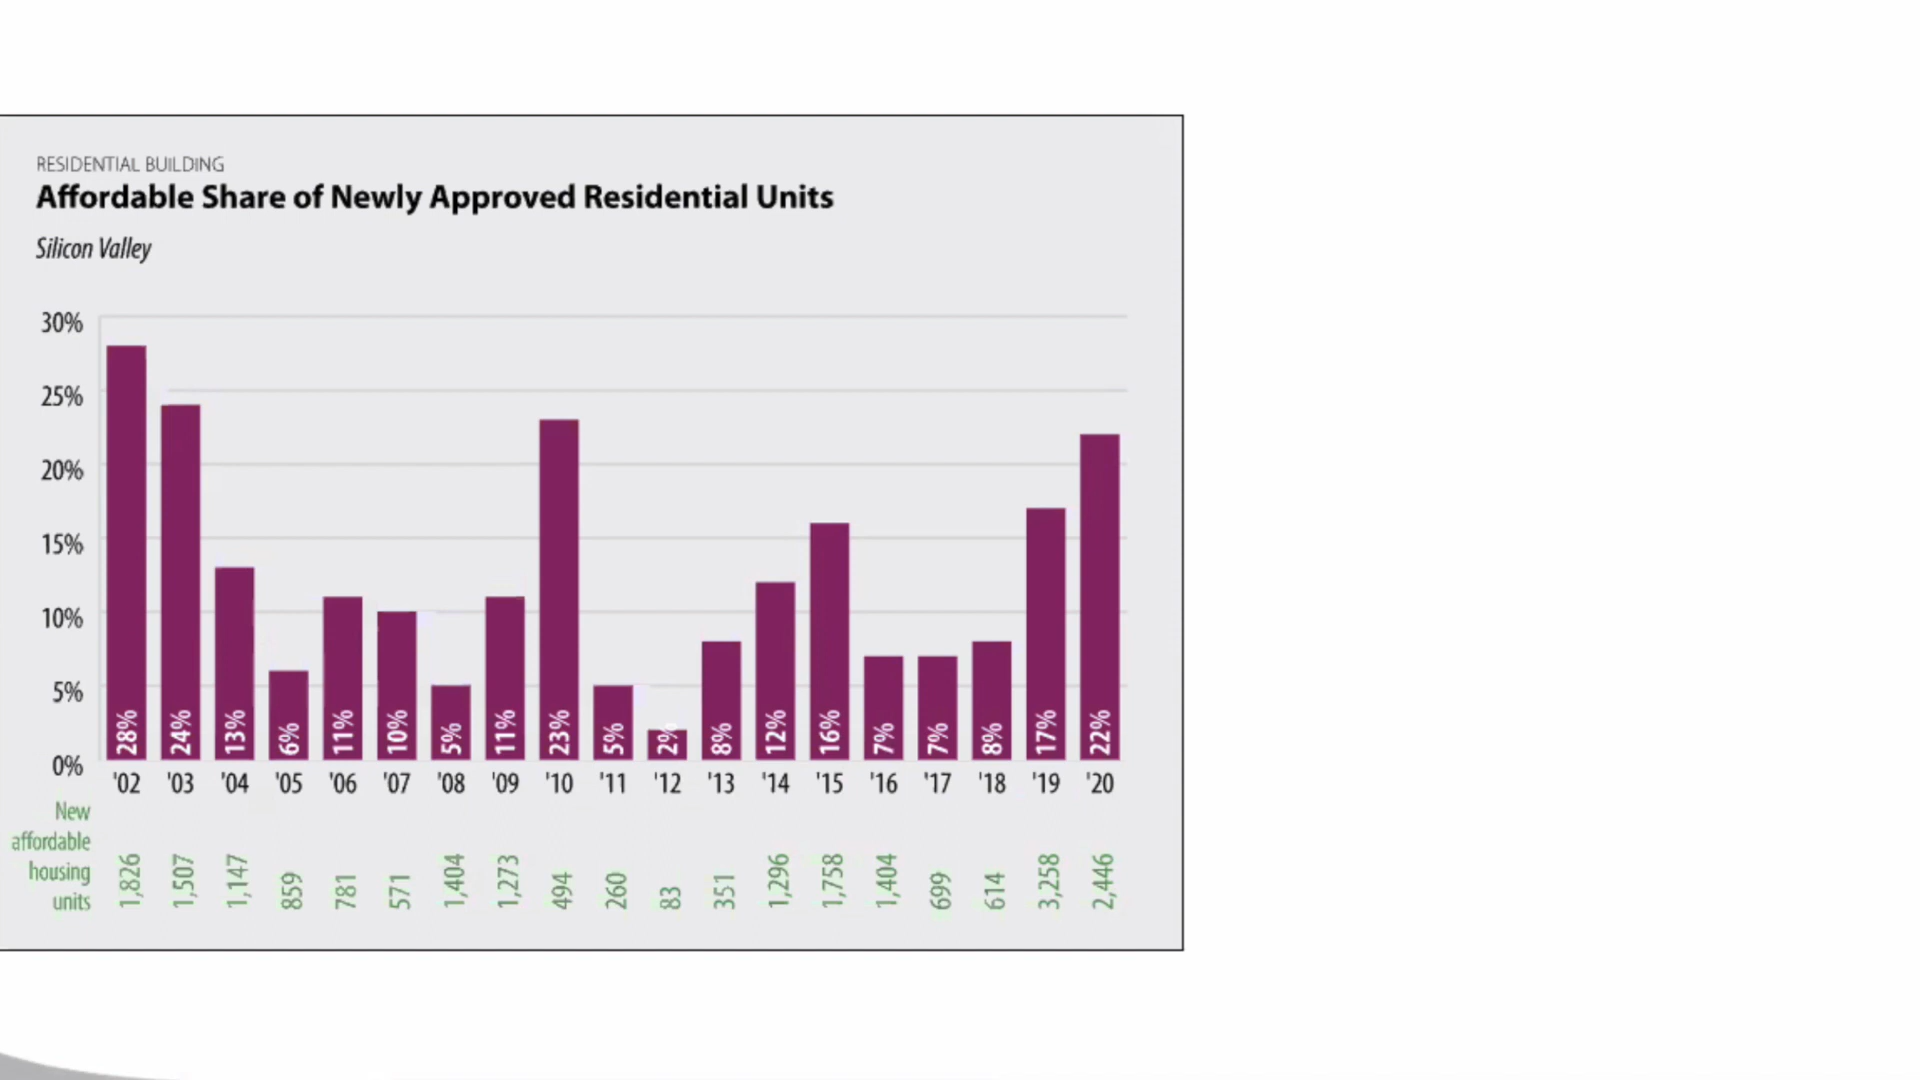 RESIDENTIAL BUILDING
Affordable Share of Newly Approved Residential Units
Silicon Valley
30%
25%
20%
15%
10%
5%
0%
28% 24% 13% 6% 11% 10% 5% 11% 23% 5% 2% 8% 12% 16% 7% 7% 8% 17% 22%
'02 '03 '04 '05 '06 '07 '08 '09 '10 '11 '12 '13 '14 '15 '16 '17 '18 '19 '20
New
affordable
housing
units
1,826 1,507 1,147 859 781 571 1,404 1,273 494 260 83 351 1,296 1,758 1,404 699 614 3,258 2,446